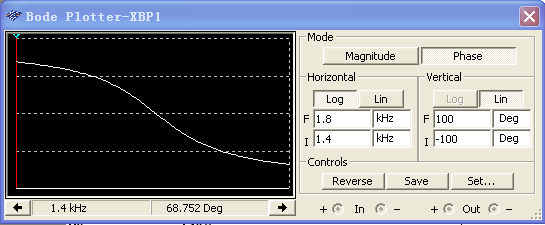 Bode Plotter-XBP1
Mode
Magnitude Phase
Horizontal Vertical
Log Lin Log Lin
F 1.8 kHz F 100 Deg
I 1.4 kHz I -100 Deg
Controls
Reverse Save Set...
1.4 kHz 68.752 Deg + In − + Out −